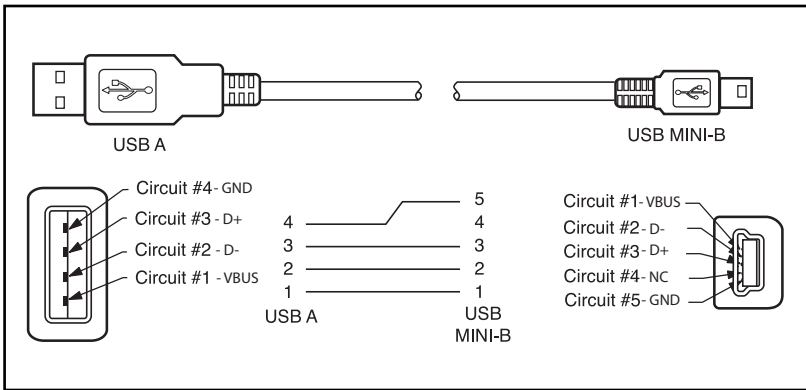 USB A
USB MINI-B
Circuit #4- GND
Circuit #3 - D+
Circuit #2 - D-
Circuit #1 - VBUS
4
3
2
1
USB A
5
4
3
2
1
USB
MINI-B
Circuit #1- VBUS
Circuit #2- D-
Circuit #3- D+
Circuit #4- NC
Circuit #5- GND